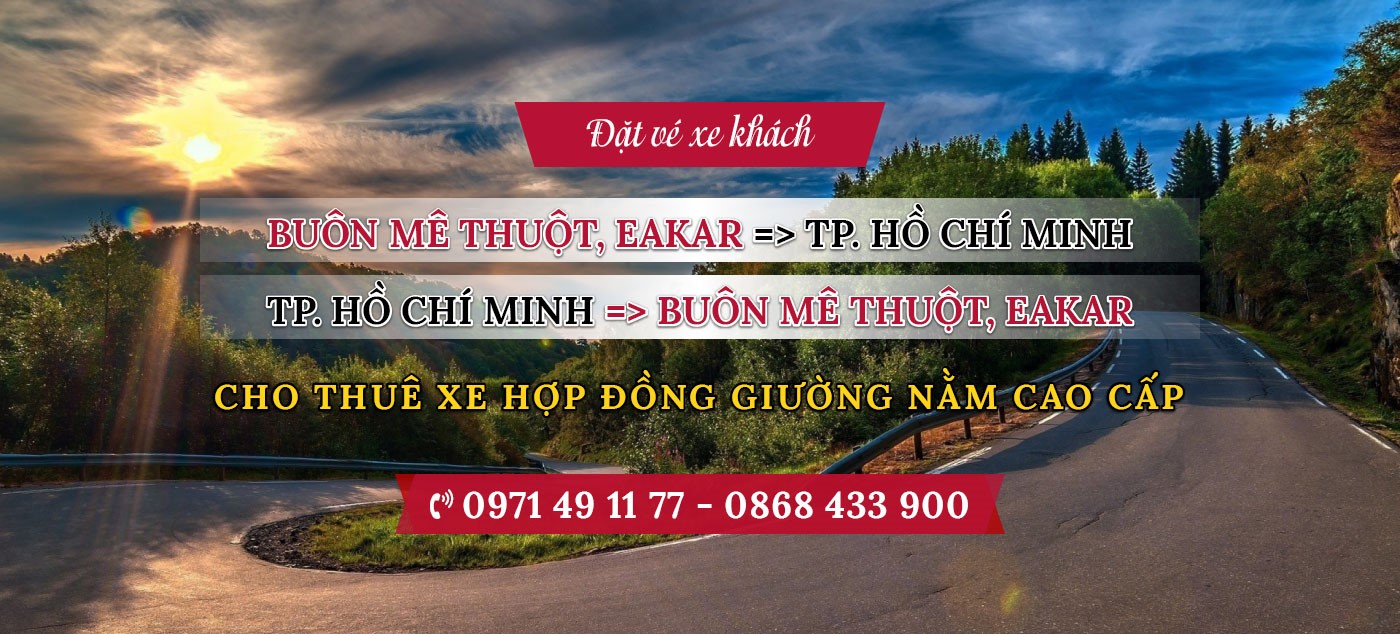 Đặt vé xe khách
BUÔN MÊ THUỘT, EAKAR => TP. HỒ CHÍ MINH
TP. HỒ CHÍ MINH => BUÔN MÊ THUỘT, EAKAR
CHO THUÊ XE HỢP ĐỒNG GIƯỜNG NẰM CAO CẤP
0971 49 11 77 - 0868 433 900